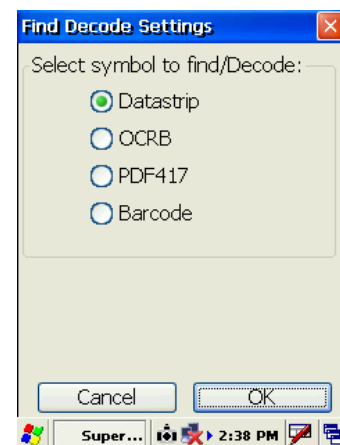 Find Decode Settings
Select symbol to find/Decode:
Datastrip
OCRB
PDF417
Barcode
Cancel OK
Super... 2:38 PM